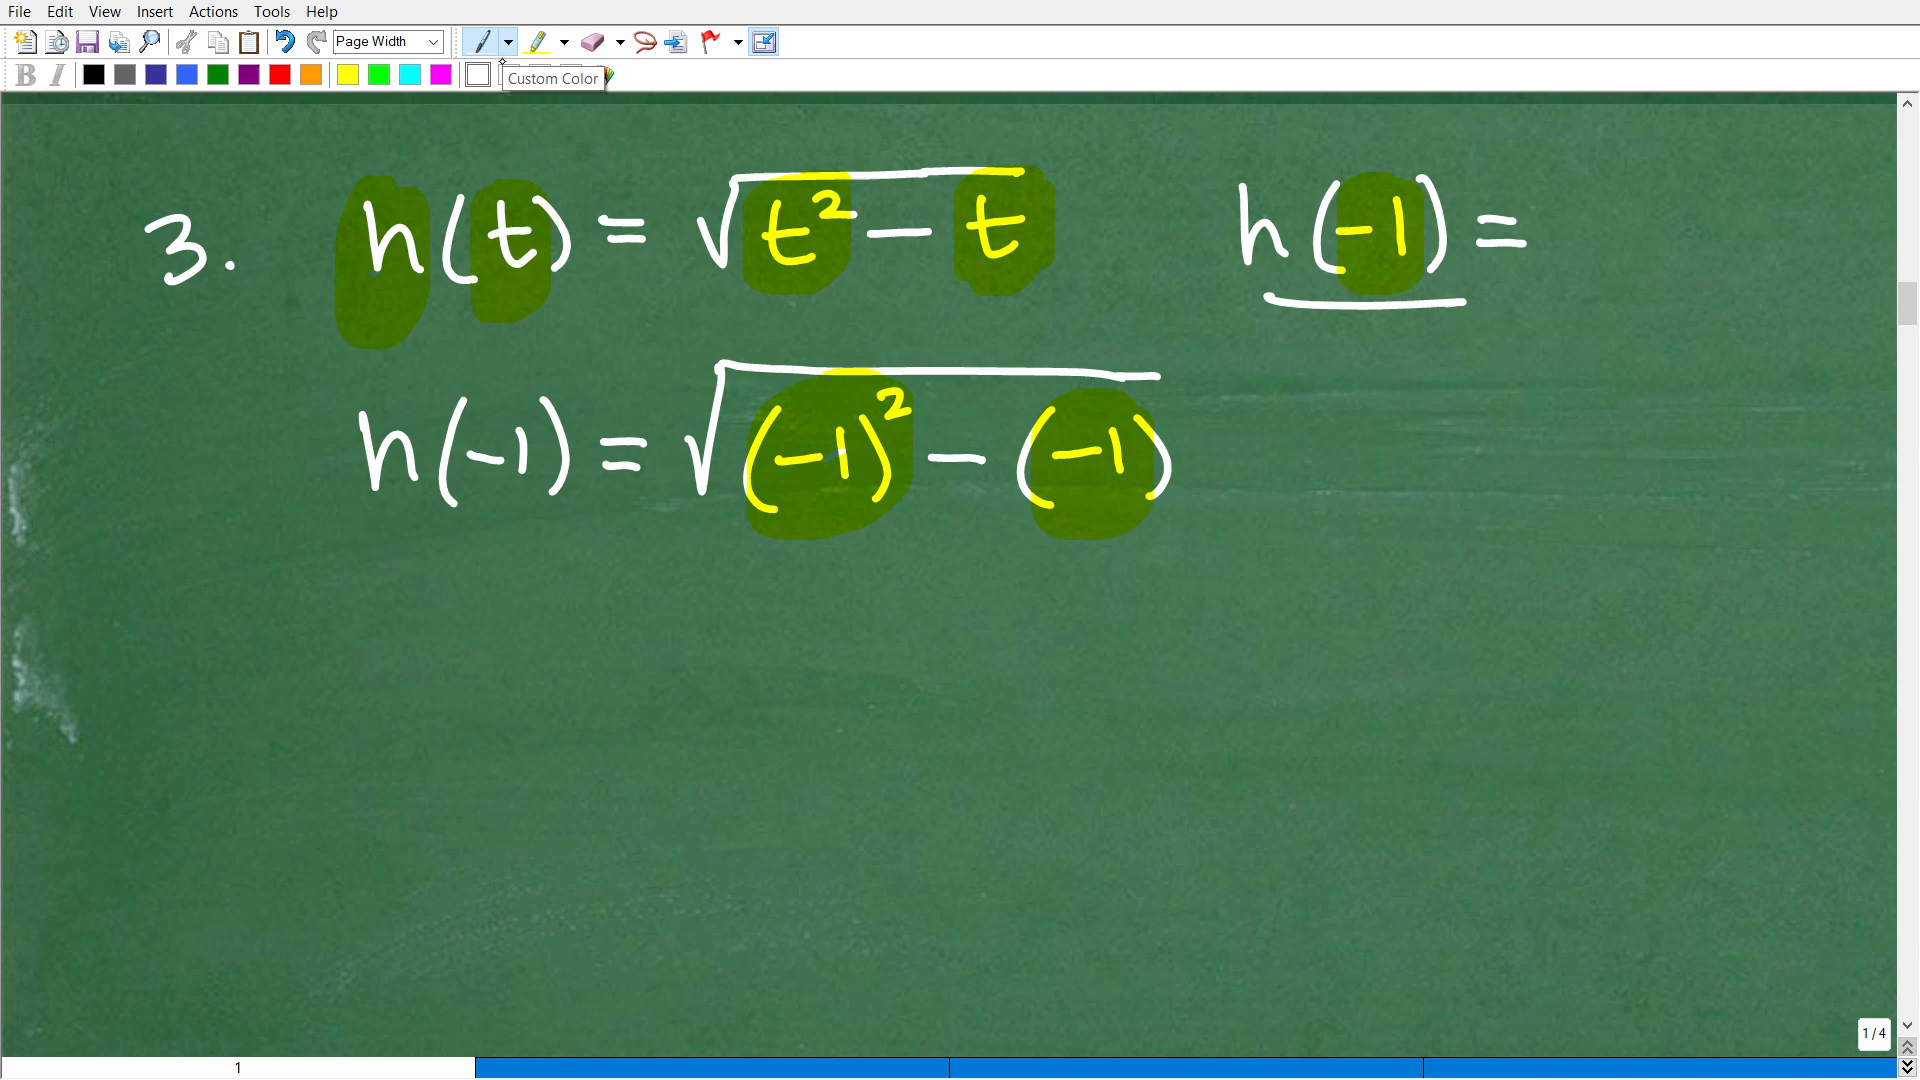 File Edit View Insert Actions Tools Help
Page Width
B I
Custom Color
3. h(t) = √(t² − t) h(-1) =
h(-1) = √((-1)² − (-1))
1 / 4
1